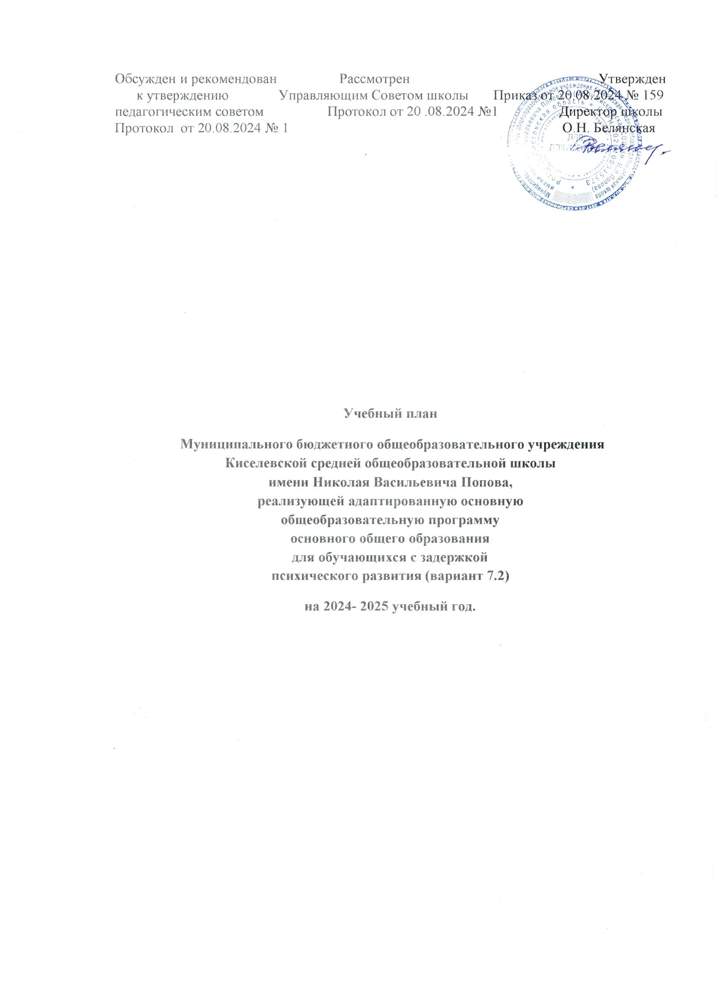 Обсужден и рекомендован Рассмотрен Утвержден
к утверждению Управляющим Советом школы Приказ от 20.08.2024 № 159
педагогическим советом Протокол от 20 .08.2024 №1 Директор школы
Протокол от 20.08.2024 № 1 О.Н. Белянская
Учебный план
Муниципального бюджетного общеобразовательного учреждения
Киселевской средней общеобразовательной школы
имени Николая Васильевича Попова,
реализующей адаптированную основную
общеобразовательную программу
основного общего образования
для обучающихся с задержкой
психического развития (вариант 7.2)
на 2024- 2025 учебный год.